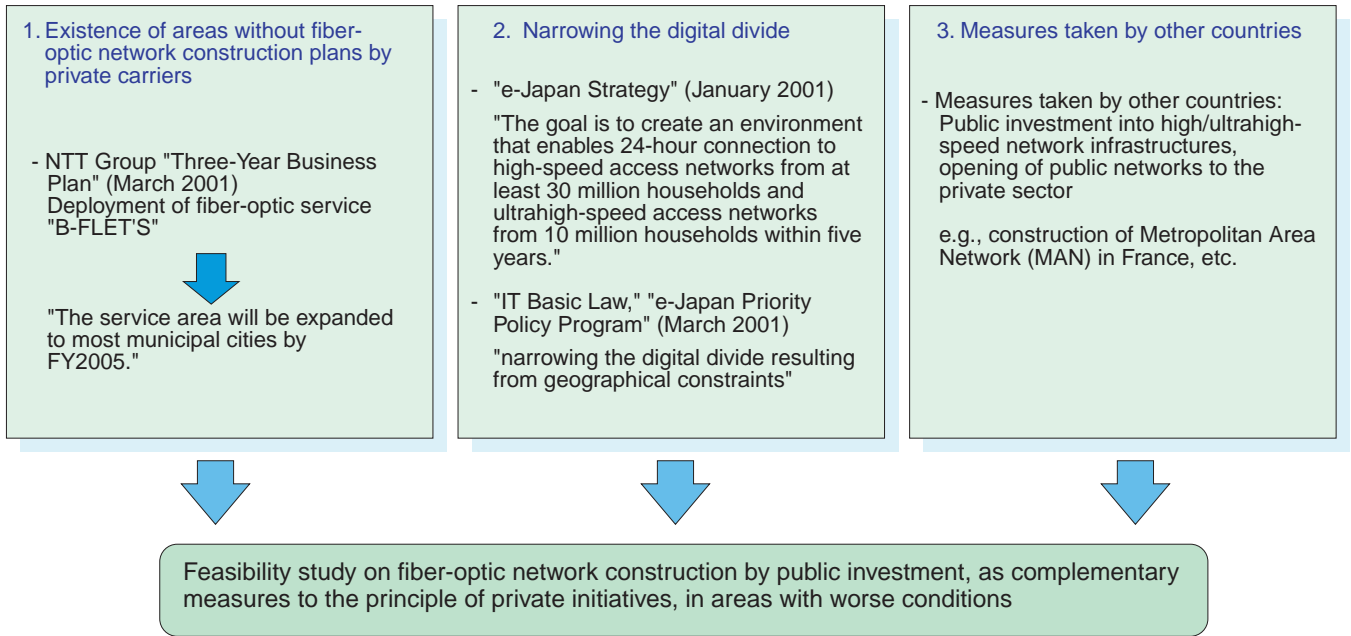 1. Existence of areas without fiber-
optic network construction plans by
private carriers
- NTT Group "Three-Year Business
Plan" (March 2001)
Deployment of fiber-optic service
"B-FLET'S"
"The service area will be expanded
to most municipal cities by
FY2005."
2. Narrowing the digital divide
- "e-Japan Strategy" (January 2001)
"The goal is to create an environment
that enables 24-hour connection to
high-speed access networks from at
least 30 million households and
ultrahigh-speed access networks
from 10 million households within five
years."
- "IT Basic Law," "e-Japan Priority
Policy Program" (March 2001)
"narrowing the digital divide resulting
from geographical constraints"
3. Measures taken by other countries
- Measures taken by other countries:
Public investment into high/ultrahigh-
speed network infrastructures,
opening of public networks to the
private sector
e.g., construction of Metropolitan Area
Network (MAN) in France, etc.
Feasibility study on fiber-optic network construction by public investment, as complementary
measures to the principle of private initiatives, in areas with worse conditions